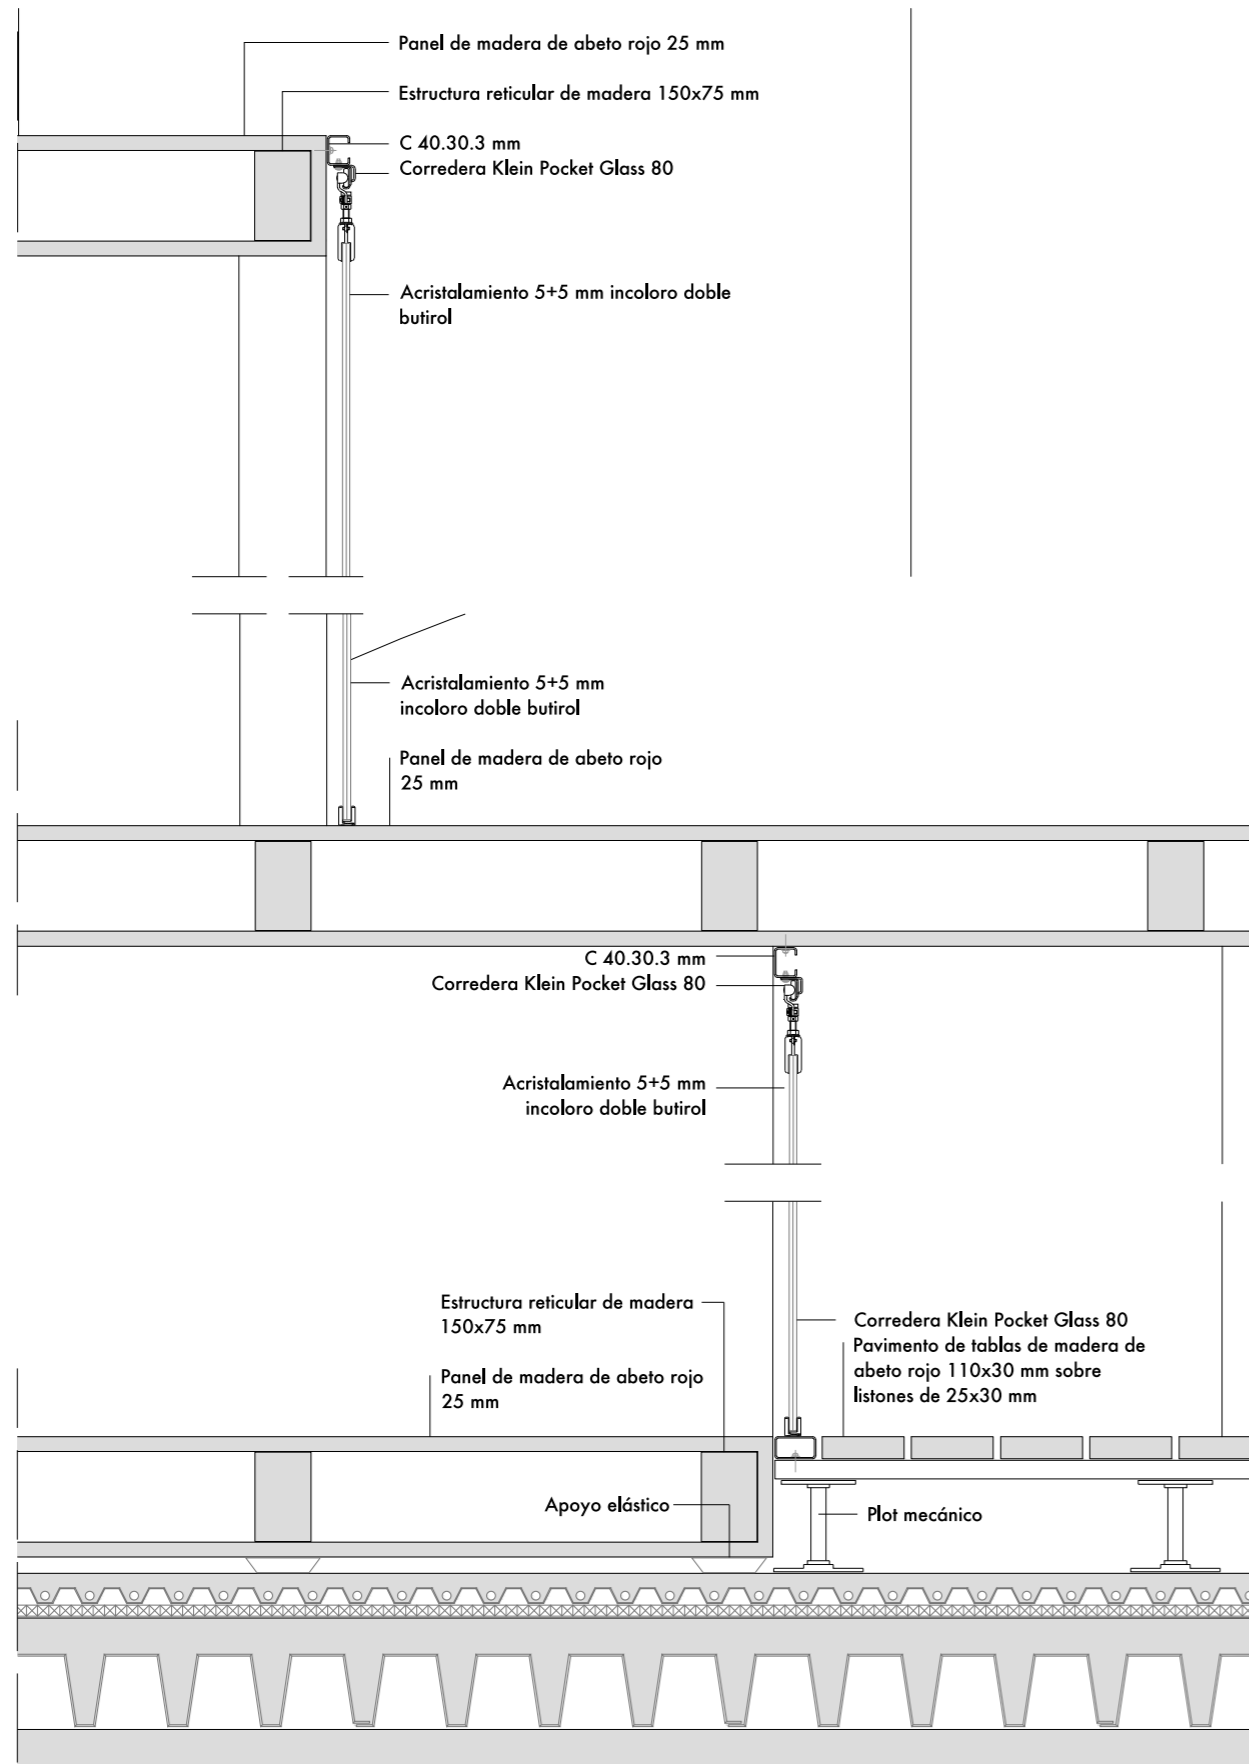 Panel de madera de abeto rojo 25 mm
Estructura reticular de madera 150x75 mm
C 40.30.3 mm
Corredera Klein Pocket Glass 80
Acristalamiento 5+5 mm incoloro doble
butirol
Acristalamiento 5+5 mm
incoloro doble butirol
Panel de madera de abeto rojo
25 mm
C 40.30.3 mm
Corredera Klein Pocket Glass 80
Acristalamiento 5+5 mm
incoloro doble butirol
Estructura reticular de madera
150x75 mm
Panel de madera de abeto rojo
25 mm
Corredera Klein Pocket Glass 80
Pavimento de tablas de madera de
abeto rojo 110x30 mm sobre
listones de 25x30 mm
Apoyo elástico
Plot mecánico